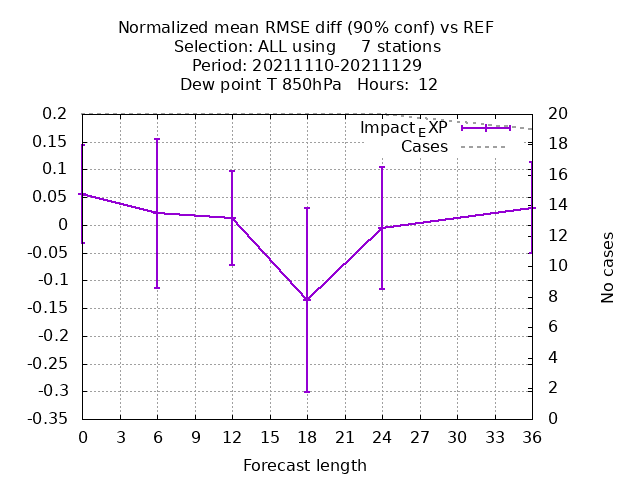 Normalized mean RMSE diff (90% conf) vs REF
Selection: ALL using     7 stations
Period: 20211110-20211129
Dew point T 850hPa   Hours:  12
Impact_EXP
Cases
0.2
0.15
0.1
0.05
0
-0.05
-0.1
-0.15
-0.2
-0.25
-0.3
-0.35
20
18
16
14
12
10
8
6
4
2
0
No cases
0 3 6 9 12 15 18 21 24 27 30 33 36
Forecast length